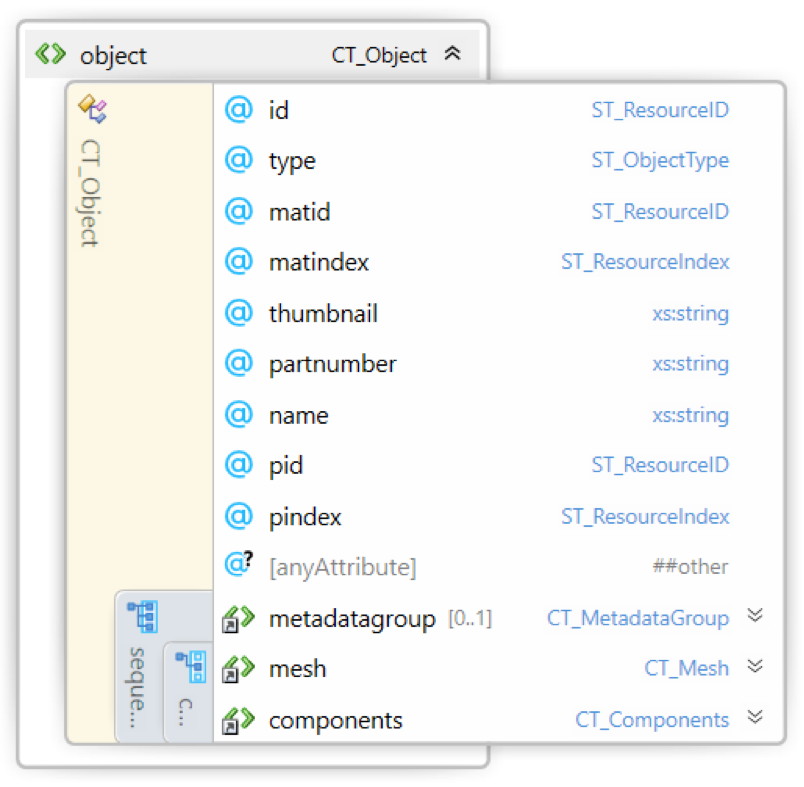 object CT_Object
CT_Object
@ id ST_ResourceID
@ type ST_ObjectType
@ matid ST_ResourceID
@ matindex ST_ResourceIndex
@ thumbnail xs:string
@ partnumber xs:string
@ name xs:string
@ pid ST_ResourceID
@ pindex ST_ResourceIndex
@? [anyAttribute] ##other
metadatagroup [0..1] CT_MetadataGroup
mesh CT_Mesh
components CT_Components
seque...
c...